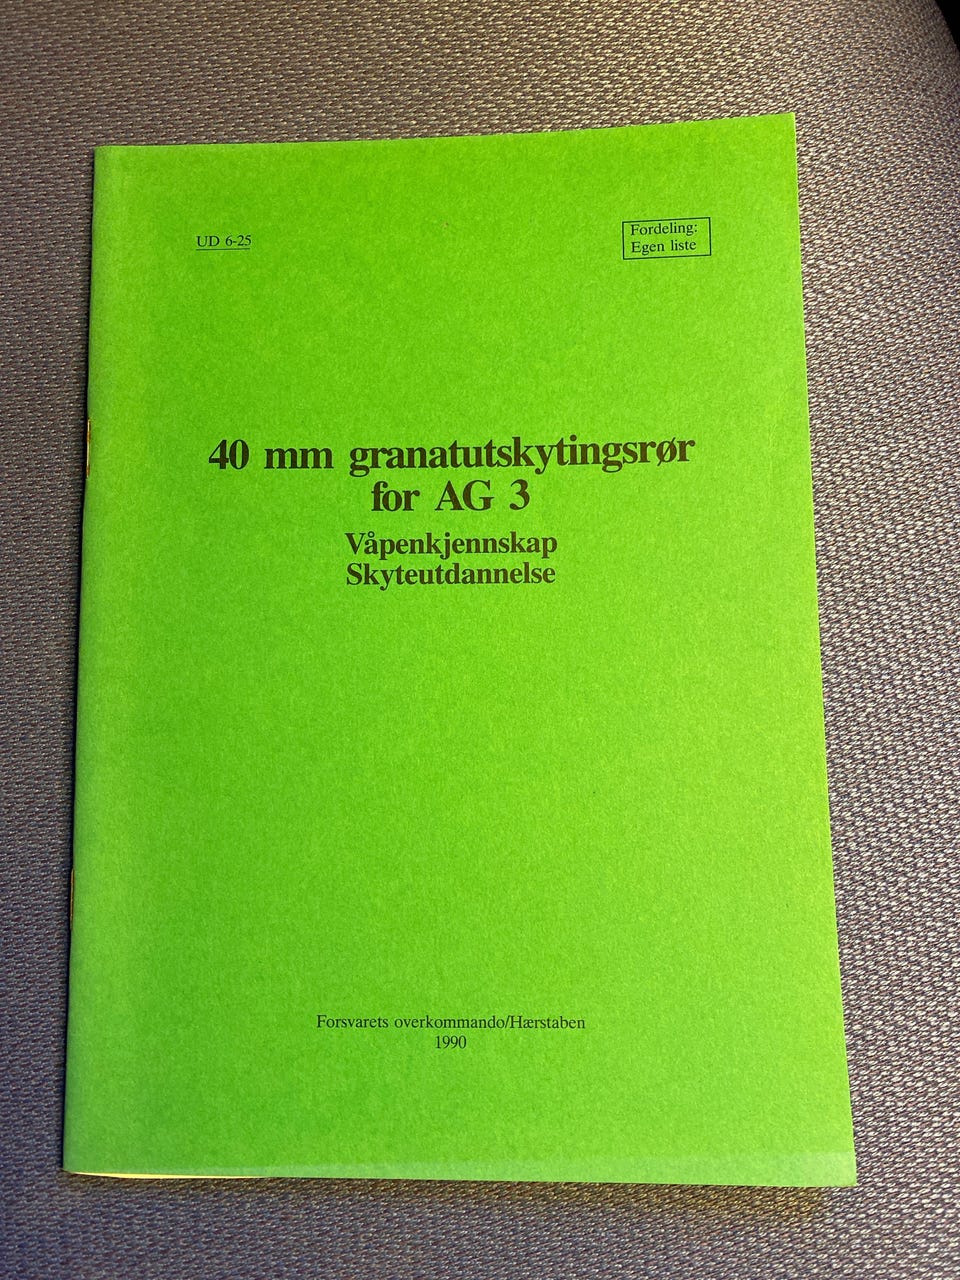 UD 6-25
Fordeling:
Egen liste
40 mm granatutskytingsrør
for AG 3
Våpenkjennskap
Skyteutdannelse
Forsvarets overkommando/Hærstaben
1990